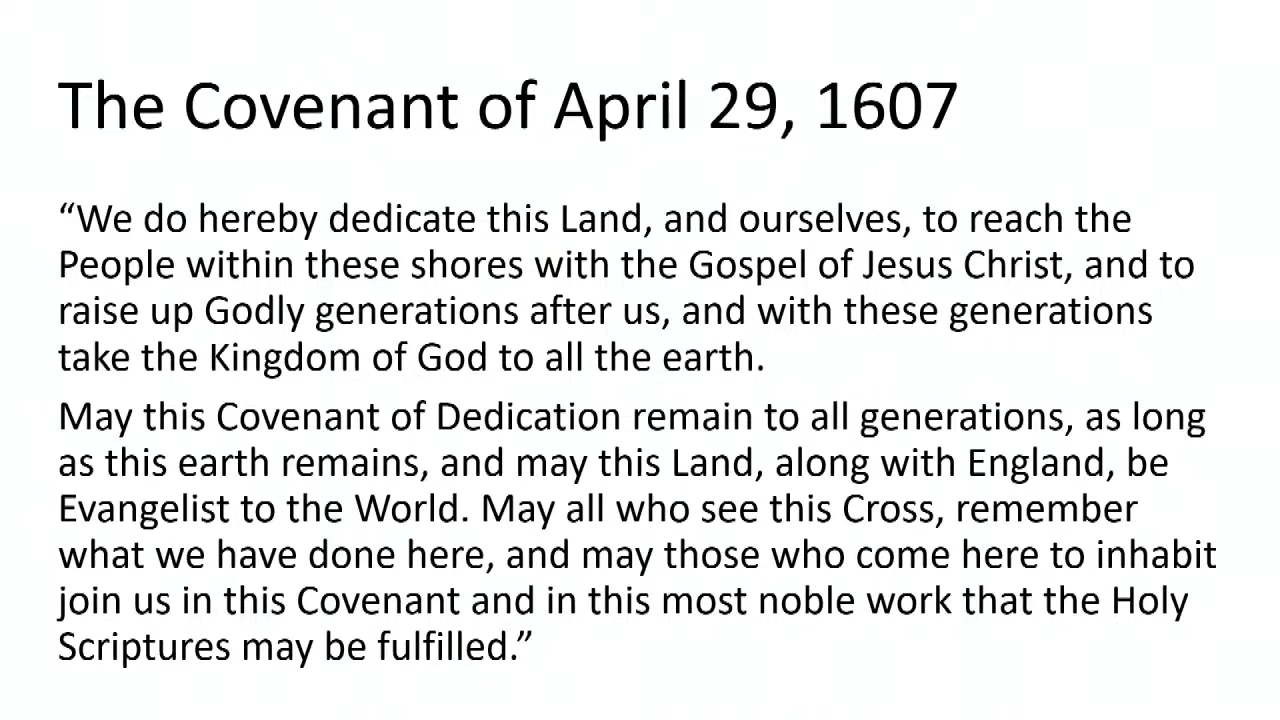 The Covenant of April 29, 1607
“We do hereby dedicate this Land, and ourselves, to reach the
People within these shores with the Gospel of Jesus Christ, and to
raise up Godly generations after us, and with these generations
take the Kingdom of God to all the earth.
May this Covenant of Dedication remain to all generations, as long
as this earth remains, and may this Land, along with England, be
Evangelist to the World. May all who see this Cross, remember
what we have done here, and may those who come here to inhabit
join us in this Covenant and in this most noble work that the Holy
Scriptures may be fulfilled.”